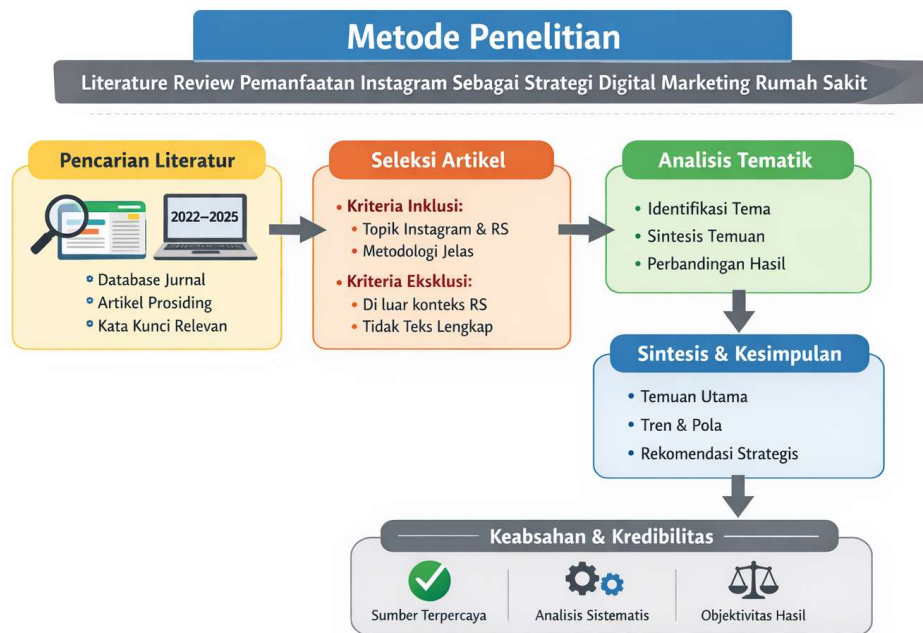 Metode Penelitian
Literature Review Pemanfaatan Instagram Sebagai Strategi Digital Marketing Rumah Sakit
Pencarian Literatur
2022–2025
Database Jurnal
Artikel Prosiding
Kata Kunci Relevan
Seleksi Artikel
• Kriteria Inklusi:
• Topik Instagram & RS
• Metodologi Jelas
• Kriteria Eksklusi:
• Di luar konteks RS
• Tidak Teks Lengkap
Analisis Tematik
• Identifikasi Tema
• Sintesis Temuan
• Perbandingan Hasil
Sintesis & Kesimpulan
• Temuan Utama
• Tren & Pola
• Rekomendasi Strategis
Keabsahan & Kredibilitas
Sumber Terpercaya
Analisis Sistematis
Objektivitas Hasil